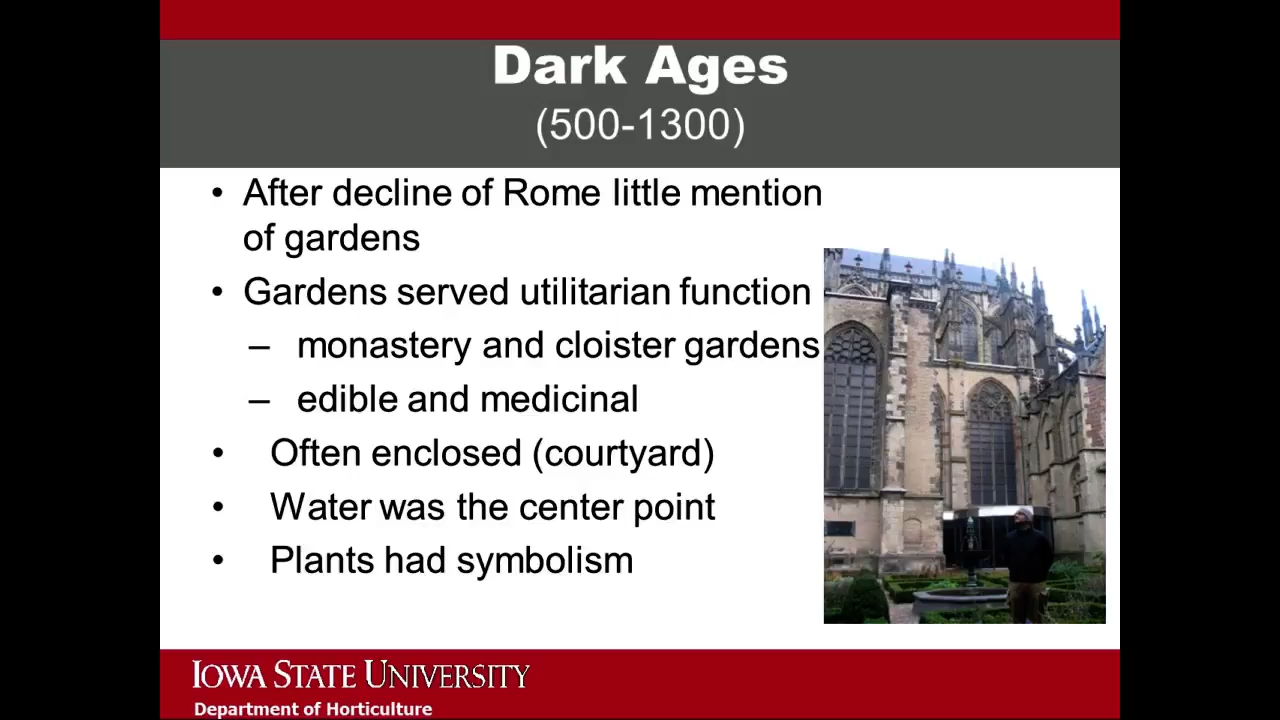 Dark Ages
(500-1300)
• After decline of Rome little mention
of gardens
• Gardens served utilitarian function
– monastery and cloister gardens
– edible and medicinal
• Often enclosed (courtyard)
• Water was the center point
• Plants had symbolism
IOWA STATE UNIVERSITY
Department of Horticulture